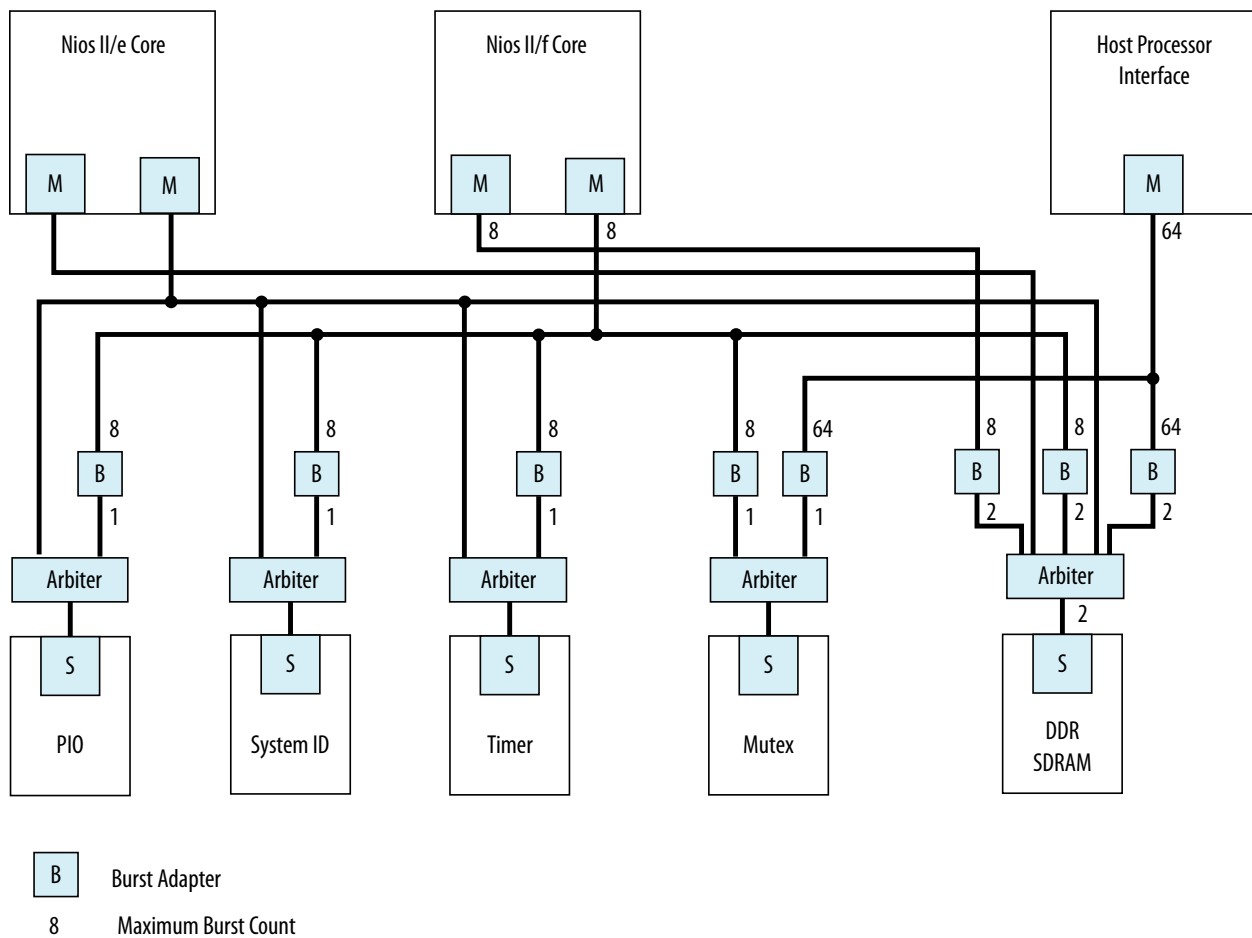 Nios II/e Core
Nios II/f Core
Host Processor
Interface
M
M
M
M
M
8
8
64
8
8
8
8
64
8
8
64
B
B
B
B
B
B
B
B
1
1
1
1
1
2
2
2
Arbiter
Arbiter
Arbiter
Arbiter
Arbiter
2
S
S
S
S
S
PIO
System ID
Timer
Mutex
DDR
SDRAM
B Burst Adapter
8 Maximum Burst Count